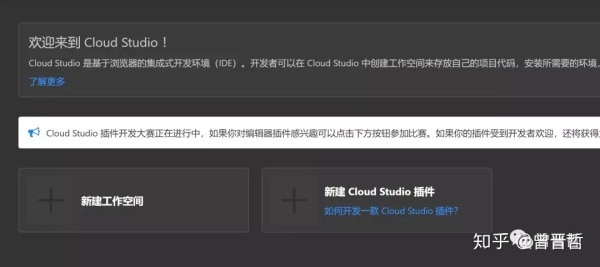 欢迎来到 Cloud Studio！
Cloud Studio 是基于浏览器的集成式开发环境（IDE）。开发者可以在 Cloud Studio 中创建工作空间来存放自己的项目代码，安装所需要的环境，
了解更多
Cloud Studio 插件开发大赛正在进行中，如果你对编辑器插件感兴趣可以点击下方按钮参加比赛。如果你的插件受到开发者欢迎，还将获得
新建工作空间
新建 Cloud Studio 插件
如何开发一款 Cloud Studio 插件？
知乎 @曾晋哲